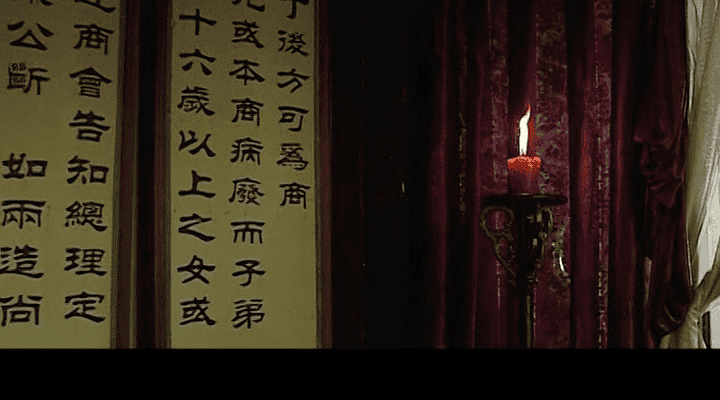 後方可爲商
或本商病廢而子弟
十六歲以上之女或
商會告知總理定
公斷 如兩造尚